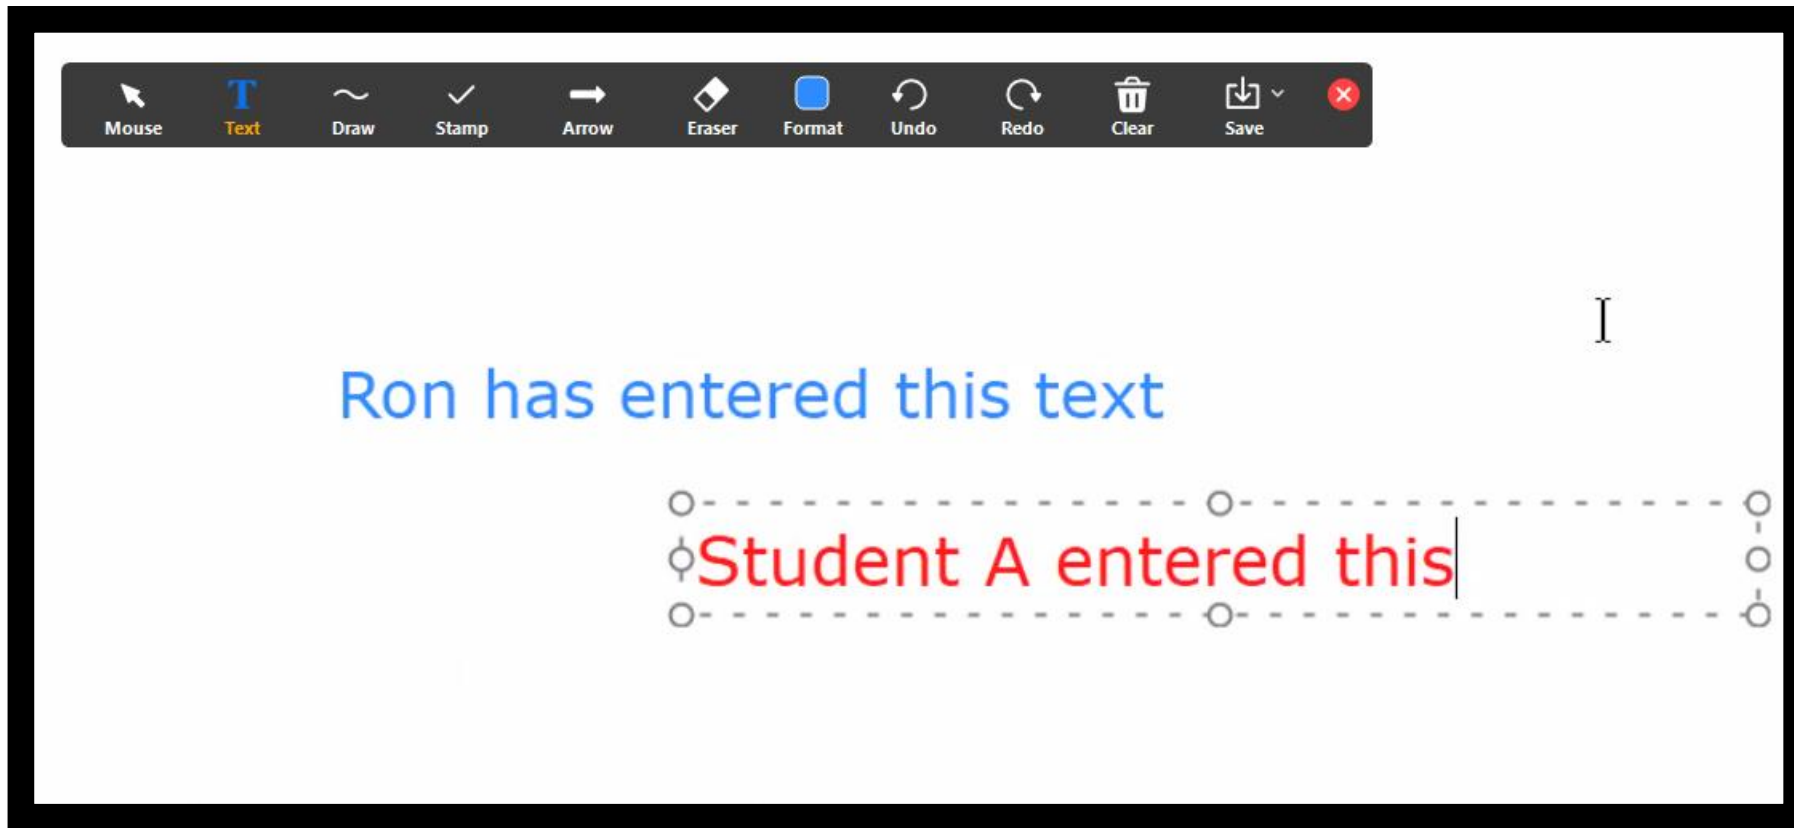 Mouse Text Draw Stamp Arrow Eraser Format Undo Redo Clear Save
Ron has entered this text
Student A entered this